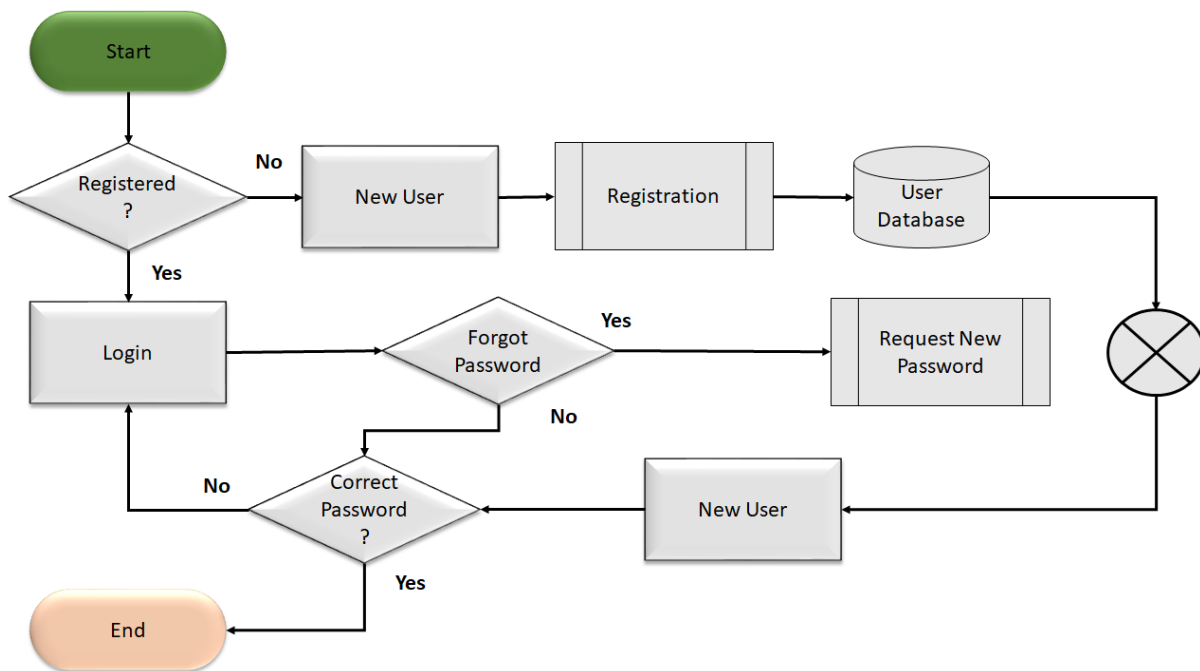 Start
Registered
?
No
New User
Registration
User
Database
Yes
Login
Forgot
Password
Yes
Request New
Password
No
Correct
Password
?
No
New User
Yes
End